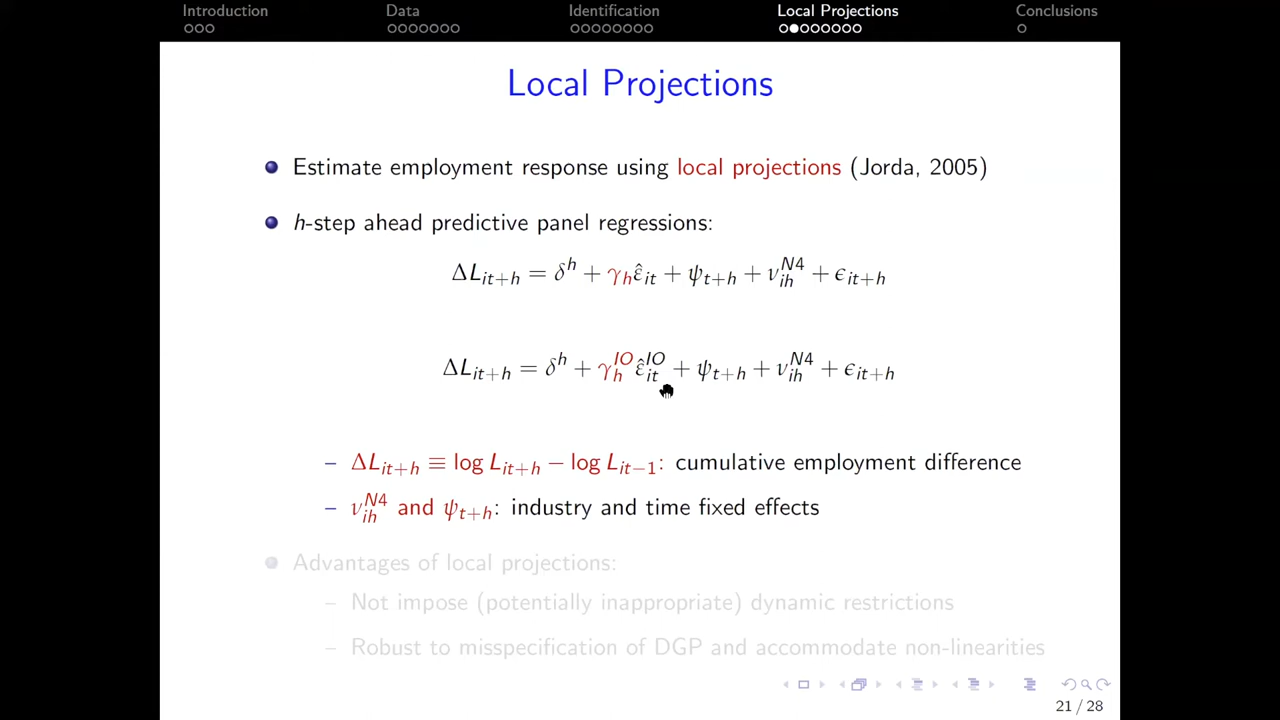 Introduction Data Identification Local Projections Conclusions
Local Projections
Estimate employment response using local projections (Jorda, 2005)
h-step ahead predictive panel regressions:
ΔL_{it+h} = δ^h + γ_h ε̂_{it} + ψ_{t+h} + ν_{ih}^{N4} + ϵ_{it+h}
ΔL_{it+h} = δ^h + γ_h^{IO} ε̂_{it}^{IO} + ψ_{t+h} + ν_{ih}^{N4} + ϵ_{it+h}
– ΔL_{it+h} ≡ log L_{it+h} − log L_{it−1}: cumulative employment difference
– ν_{ih}^{N4} and ψ_{t+h}: industry and time fixed effects
Advantages of local projections:
– Not impose (potentially inappropriate) dynamic restrictions
– Robust to misspecification of DGP and accommodate non-linearities
21 / 28